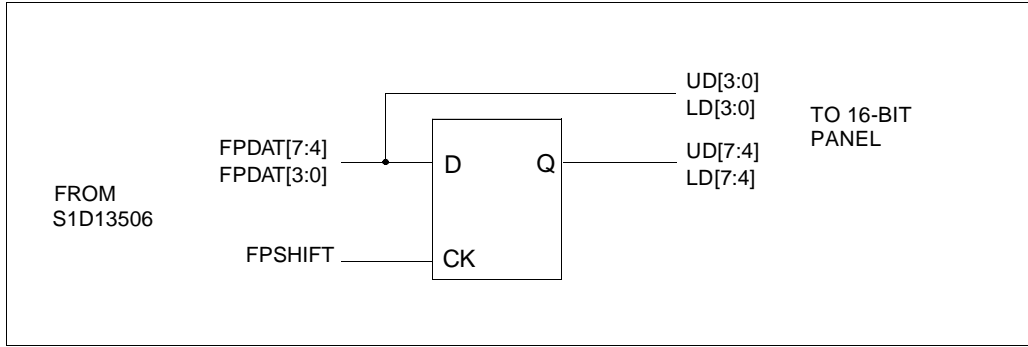 UD[3:0]
LD[3:0]
TO 16-BIT
PANEL
FPDAT[7:4]
FPDAT[3:0]
D
Q
UD[7:4]
LD[7:4]
FROM
S1D13506
FPSHIFT
CK